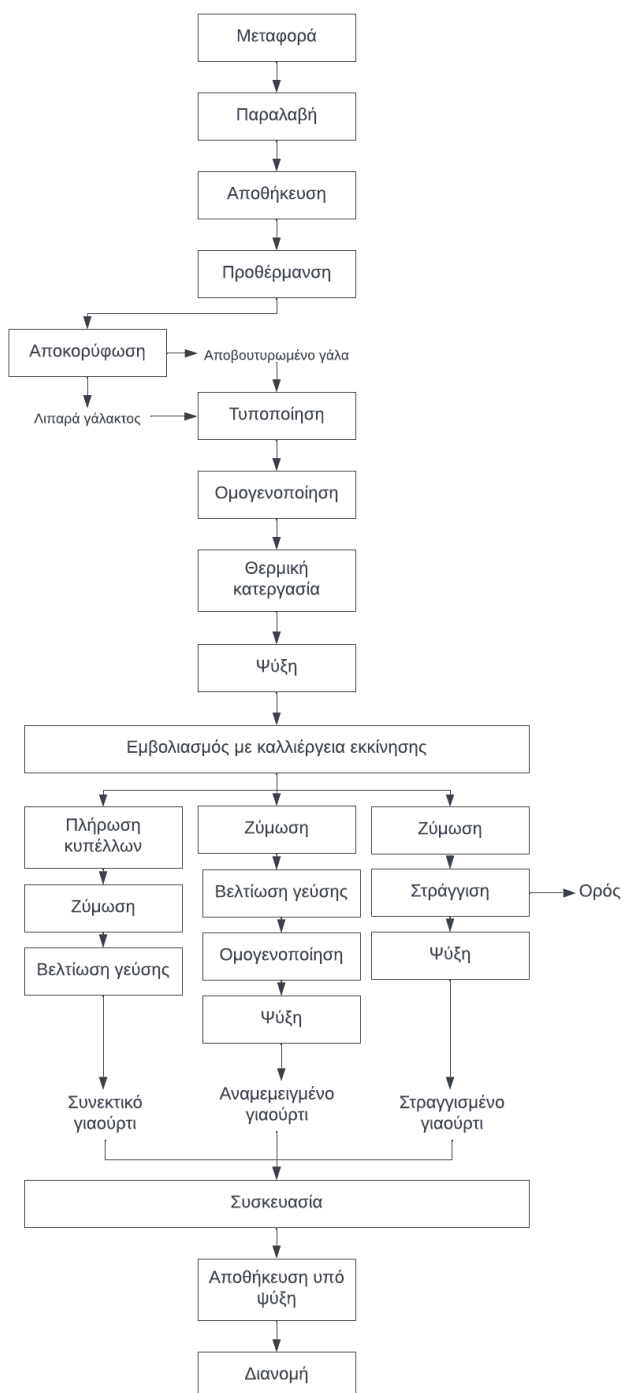 Μεταφορά
Παραλαβή
Αποθήκευση
Προθέρμανση
Αποκορύφωση
Αποβουτυρωμένο γάλα
Λιπαρά γάλακτος
Τυποποίηση
Ομογενοποίηση
Θερμική
κατεργασία
Ψύξη
Εμβολιασμός με καλλιέργεια εκκίνησης
Πλήρωση
κυπέλλων
Ζύμωση
Βελτίωση γεύσης
Συνεκτικό
γιαούρτι
Ζύμωση
Βελτίωση γεύσης
Ομογενοποίηση
Ψύξη
Αναμεμειγμένο
γιαούρτι
Ζύμωση
Στράγγιση
Ορός
Ψύξη
Στραγγισμένο
γιαούρτι
Συσκευασία
Αποθήκευση υπό
ψύξη
Διανομή